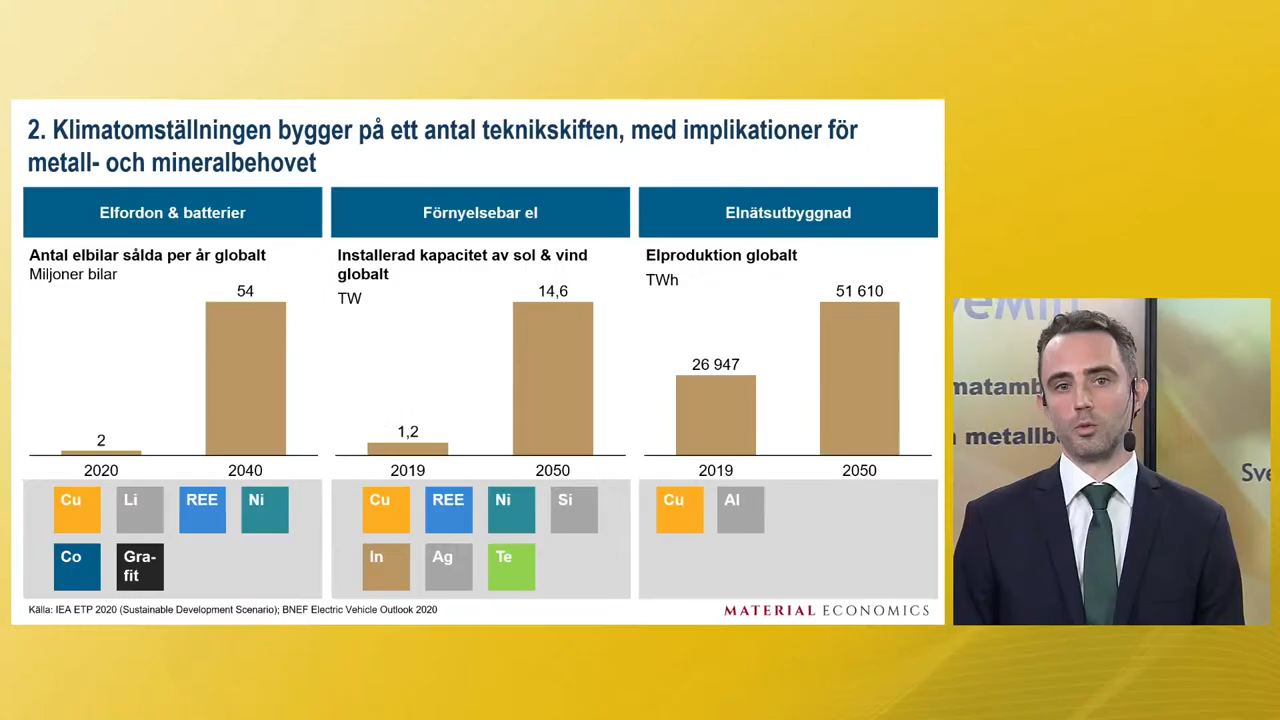 2. Klimatomställningen bygger på ett antal teknikskiften, med implikationer för
metall- och mineralbehovet
Elfordon & batterier
Antal elbilar sålda per år globalt
Miljoner bilar
2
54
2020
2040
Cu
Li
REE
Ni
Co
Gra-
fit
Förnyelsebar el
Installerad kapacitet av sol & vind
globalt
TW
1,2
14,6
2019
2050
Cu
REE
Ni
Si
In
Ag
Te
Elnätsutbyggnad
Elproduktion globalt
TWh
26 947
51 610
2019
2050
Cu
Al
Källa: IEA ETP 2020 (Sustainable Development Scenario); BNEF Electric Vehicle Outlook 2020
MATERIAL ECONOMICS